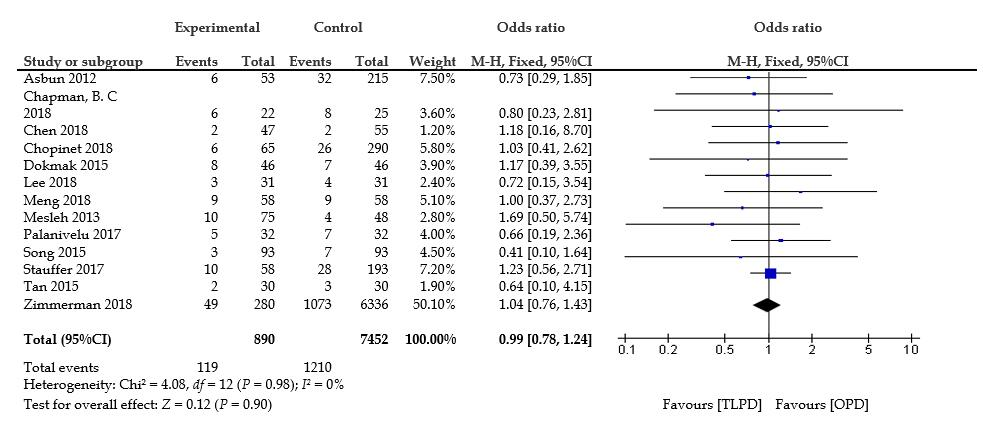 Experimental Control Odds ratio Odds ratio
Study or subgroup Events Total Events Total Weight M-H, Fixed, 95%CI M-H, Fixed, 95%CI
Asbun 2012 6 53 32 215 7.50% 0.73 [0.29, 1.85]
Chapman, B. C
2018 6 22 8 25 3.60% 0.80 [0.23, 2.81]
Chen 2018 2 47 2 55 1.20% 1.18 [0.16, 8.70]
Chopinet 2018 6 65 26 290 5.80% 1.03 [0.41, 2.62]
Dokmak 2015 8 46 7 46 3.90% 1.17 [0.39, 3.55]
Lee 2018 3 31 4 31 2.40% 0.72 [0.15, 3.54]
Meng 2018 9 58 9 58 5.10% 1.00 [0.37, 2.73]
Mesleh 2013 10 75 4 48 2.80% 1.69 [0.50, 5.74]
Palanivelu 2017 5 32 7 32 3.90% 0.66 [0.19, 2.36]
Song 2015 3 93 7 93 4.50% 0.41 [0.10, 1.64]
Stauffer 2017 10 58 28 193 7.20% 1.23 [0.56, 2.71]
Tan 2015 2 30 3 30 1.80% 0.64 [0.10, 4.15]
Zimmerman 2018 49 280 1073 6336 50.10% 1.04 [0.76, 1.43]
Total (95%CI) 890 7452 100.00% 0.99 [0.78, 1.24]
0.1 0.2 0.5 1 2 5 10
Total events 119 1210
Heterogeneity: Chi² = 4.08, df = 12 (P = 0.98); I² = 0%
Test for overall effect: Z = 0.12 (P = 0.90) Favours [TLPD] Favours [OPD]